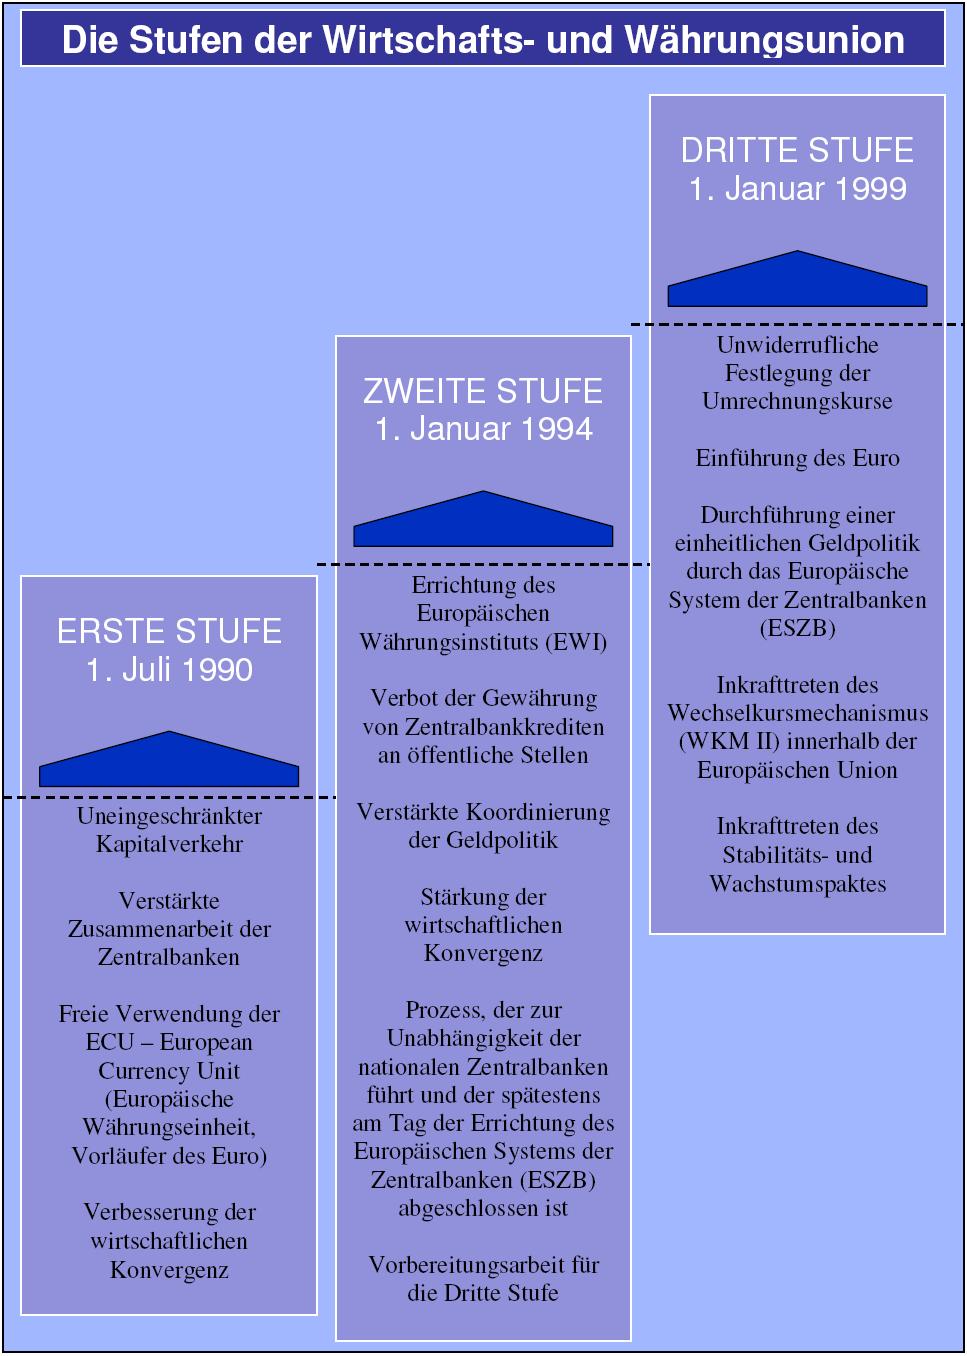 Die Stufen der Wirtschafts- und Währungsunion
ERSTE STUFE
1. Juli 1990
Uneingeschränkter
Kapitalverkehr
Verstärkte
Zusammenarbeit der
Zentralbanken
Freie Verwendung der
ECU – European
Currency Unit
(Europäische
Währungseinheit,
Vorläufer des Euro)
Verbesserung der
wirtschaftlichen
Konvergenz
ZWEITE STUFE
1. Januar 1994
Errichtung des
Europäischen
Währungsinstituts (EWI)
Verbot der Gewährung
von Zentralbankkrediten
an öffentliche Stellen
Verstärkte Koordinierung
der Geldpolitik
Stärkung der
wirtschaftlichen
Konvergenz
Prozess, der zur
Unabhängigkeit der
nationalen Zentralbanken
führt und der spätestens
am Tag der Errichtung des
Europäischen Systems der
Zentralbanken (ESZB)
abgeschlossen ist
Vorbereitungsarbeit für
die Dritte Stufe
DRITTE STUFE
1. Januar 1999
Unwiderrufliche
Festlegung der
Umrechnungskurse
Einführung des Euro
Durchführung einer
einheitlichen Geldpolitik
durch das Europäische
System der Zentralbanken
(ESZB)
Inkrafttreten des
Wechselkursmechanismus
(WKM II) innerhalb der
Europäischen Union
Inkrafttreten des
Stabilitäts- und
Wachstumspaktes